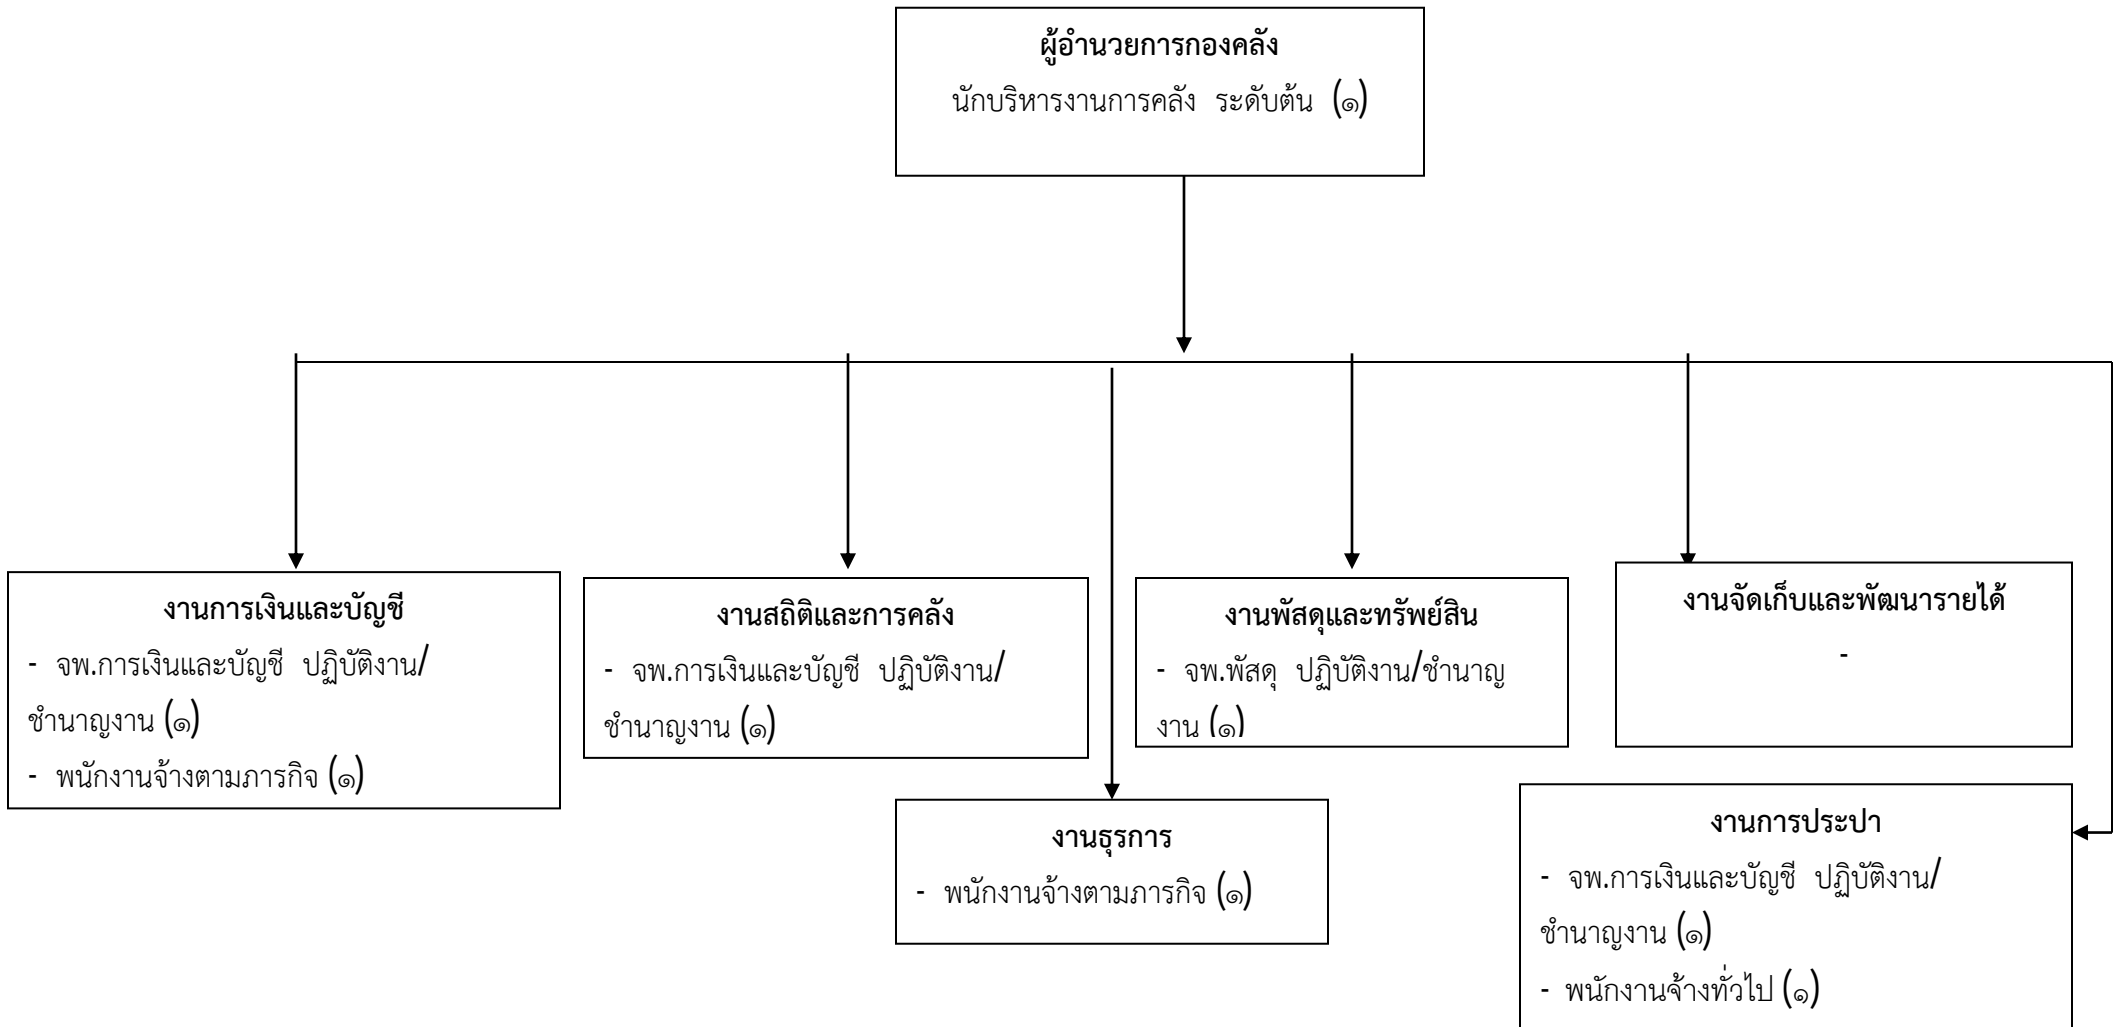 ผู้อำนวยการกองคลัง
นักบริหารงานการคลัง ระดับต้น (๑)
งานการเงินและบัญชี
- จพ.การเงินและบัญชี ปฏิบัติงาน/
ชำนาญงาน (๑)
- พนักงานจ้างตามภารกิจ (๑)
งานสถิติและการคลัง
- จพ.การเงินและบัญชี ปฏิบัติงาน/
ชำนาญงาน (๑)
งานพัสดุและทรัพย์สิน
- จพ.พัสดุ ปฏิบัติงาน/ชำนาญ
งาน (๑)
งานจัดเก็บและพัฒนารายได้
-
งานธุรการ
- พนักงานจ้างตามภารกิจ (๑)
งานการประปา
- จพ.การเงินและบัญชี ปฏิบัติงาน/
ชำนาญงาน (๑)
- พนักงานจ้างทั่วไป (๑)